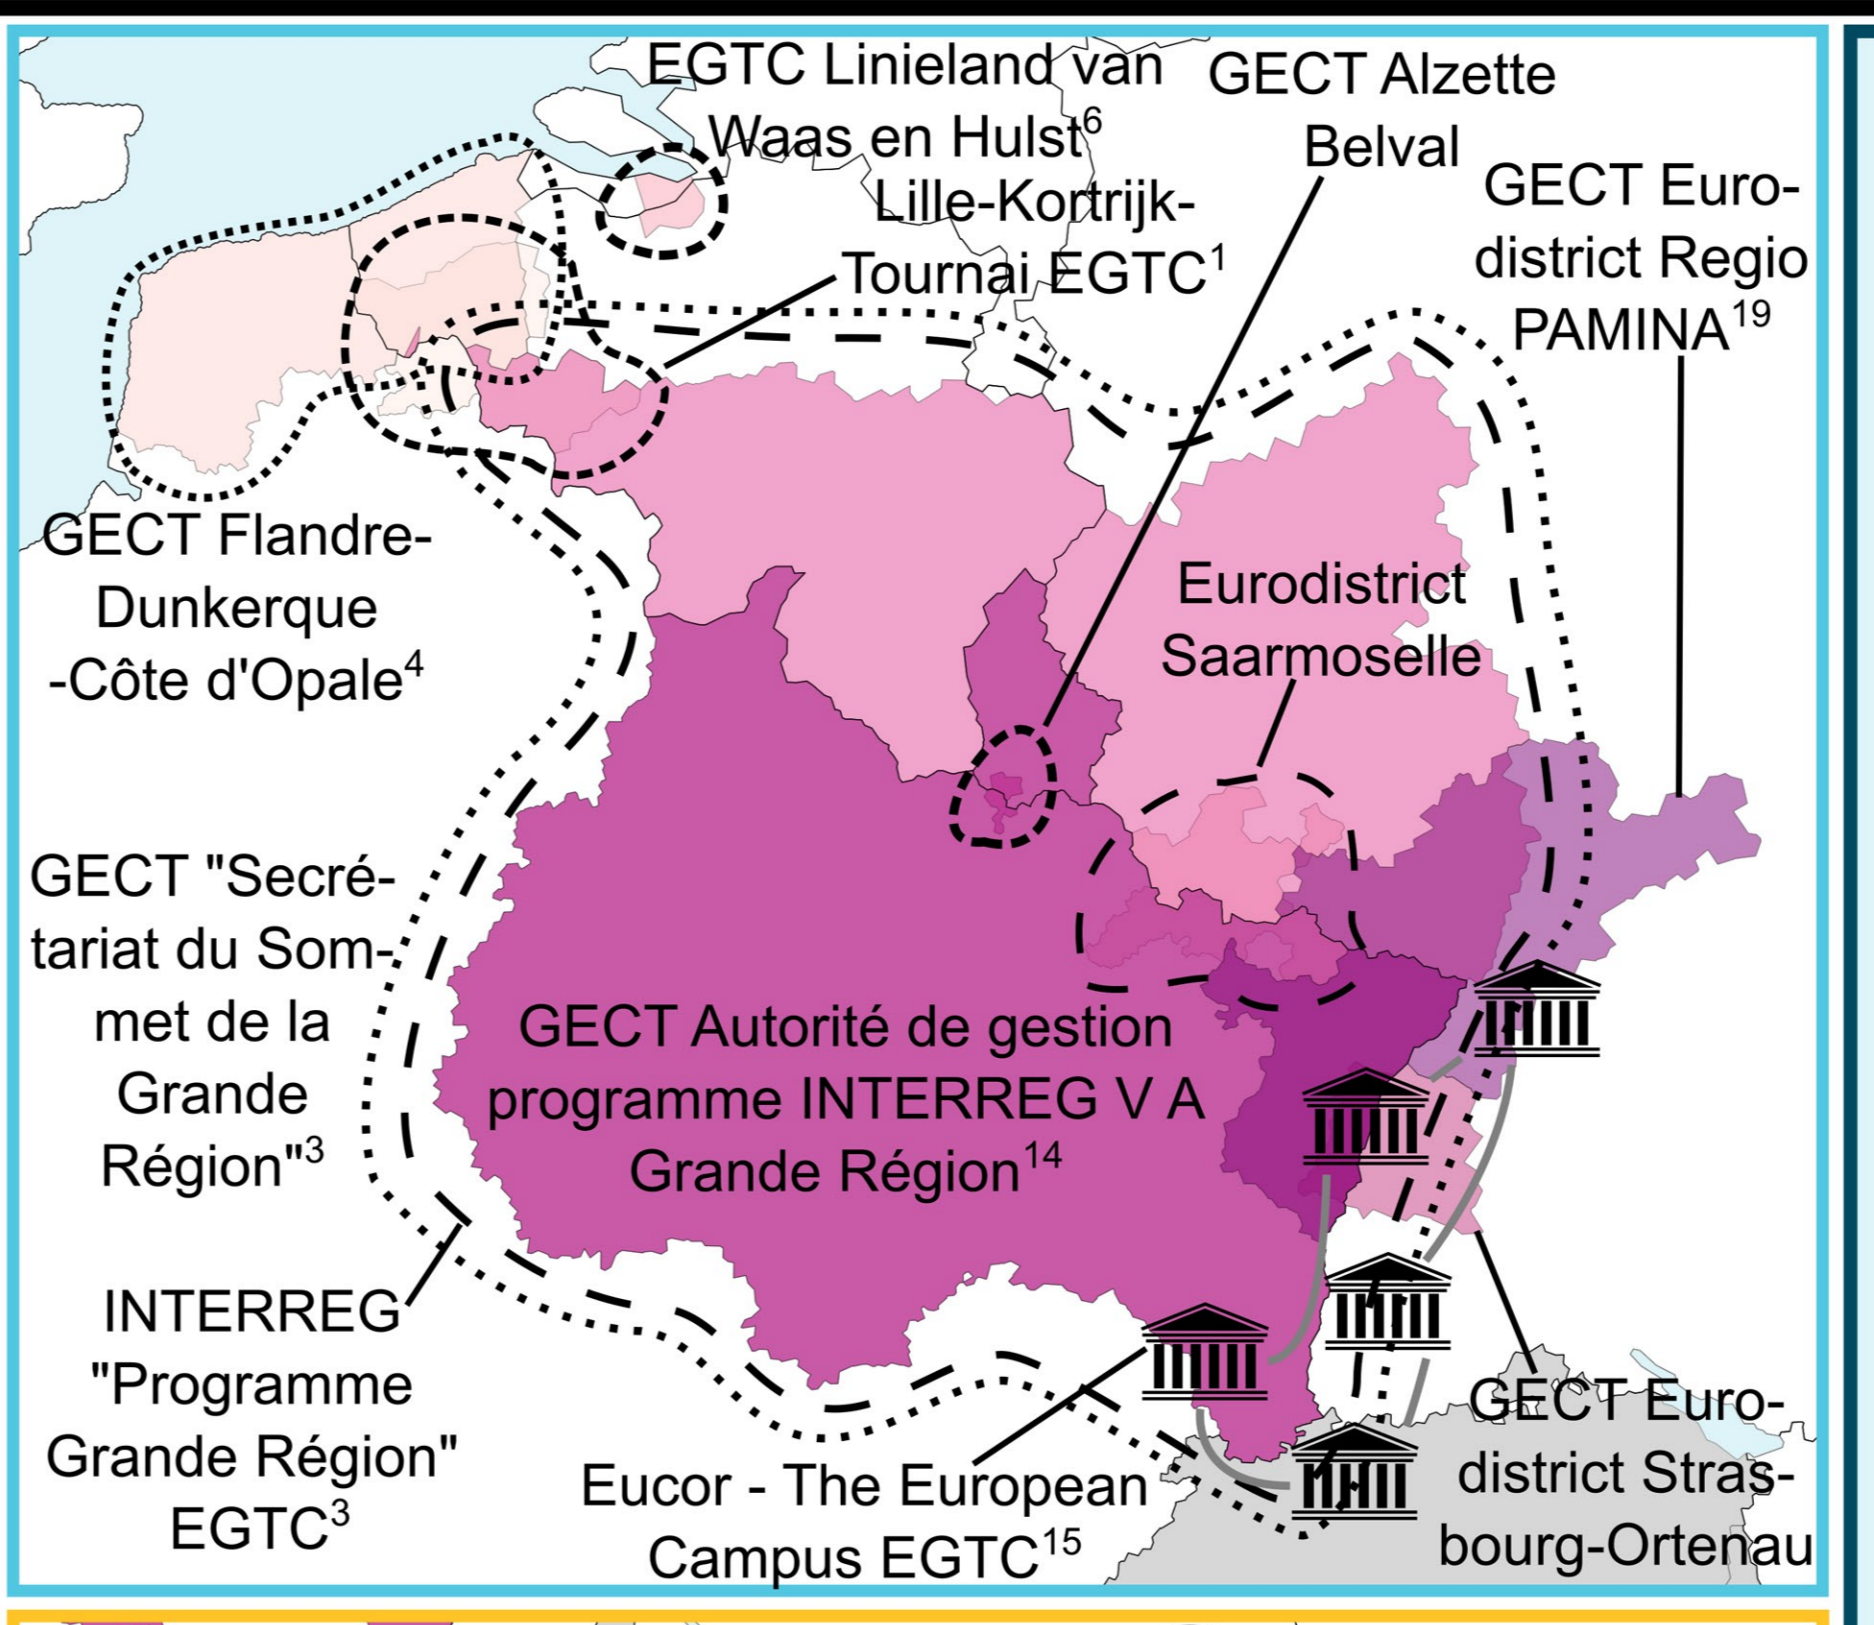 EGTC Linieland van
Waas en Hulst⁶
GECT Alzette
Belval
Lille-Kortrijk-
Tournai EGTC¹
GECT Euro-
district Regio
PAMINA¹⁹
GECT Flandre-
Dunkerque
-Côte d'Opale⁴
Eurodistrict
Saarmoselle
GECT "Secré-
tariat du Som-
met de la
Grande
Région"³
GECT Autorité de gestion
programme INTERREG V A
Grande Région¹⁴
INTERREG
"Programme
Grande Région"
EGTC³
Eucor - The European
Campus EGTC¹⁵
GECT Euro-
district Stras-
bourg-Ortenau